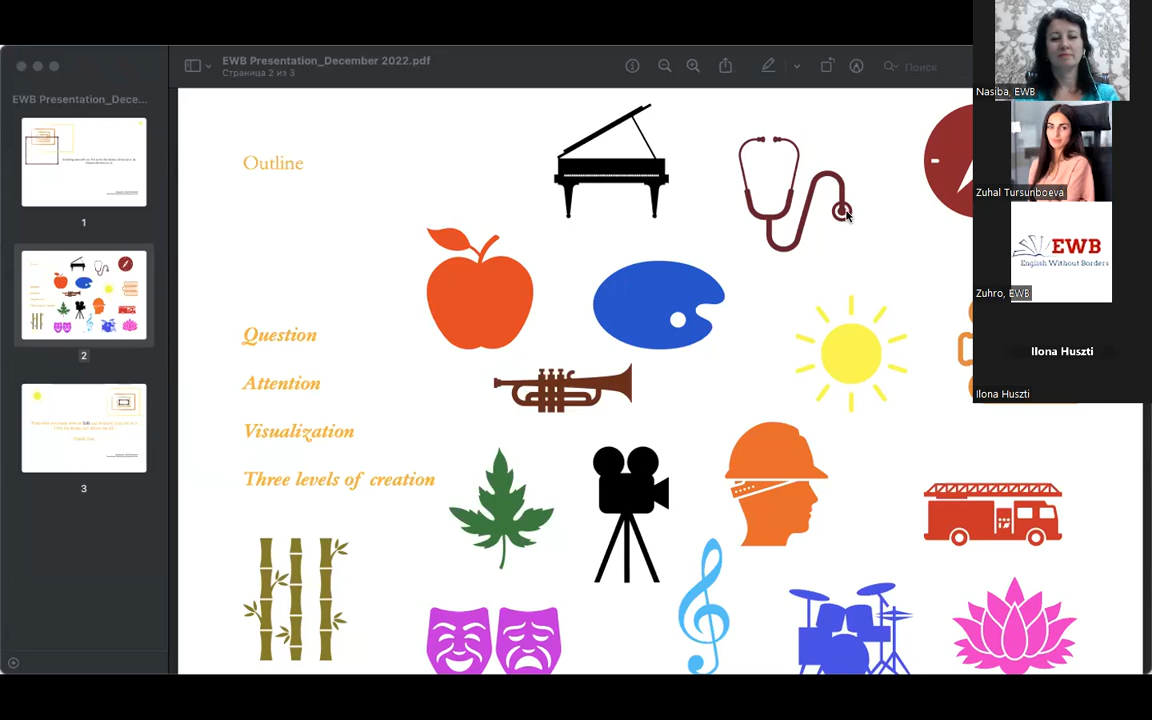 EWB Presentation_December 2022.pdf
Страница 2 из 3
Поиск
EWB Presentation_Dece...
1
2
3
Outline
Question
Attention
Visualization
Three levels of creation
Nasiba, EWB
Zuhal Tursunboeva
EWB
English Without Borders
Zuhro, EWB
Ilona Huszti
Ilona Huszti